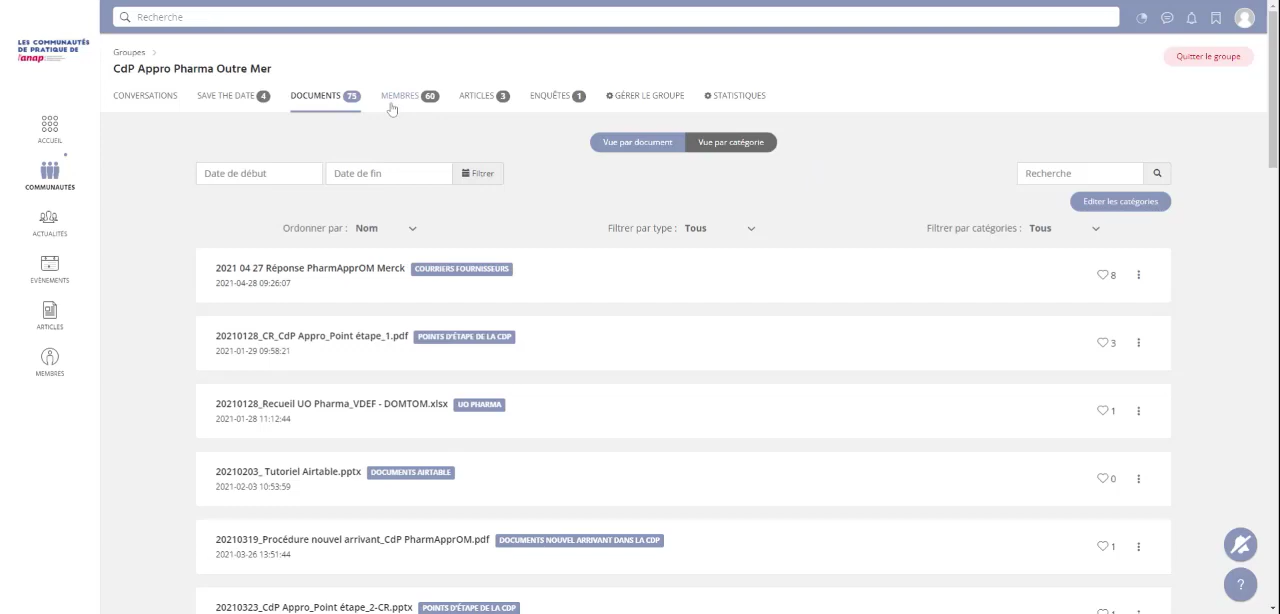 Recherche
LES COMMUNAUTÉS
DE PRATIQUE DE
l'anap
Groupes
CdP Appro Pharma Outre Mer
Quitter le groupe
CONVERSATIONS SAVE THE DATE 4 DOCUMENTS 75 MEMBRES 60 ARTICLES 3 ENQUÊTES 1 GÉRER LE GROUPE STATISTIQUES
ACCUEIL
COMMUNAUTÉS
ACTUALITÉS
EVÈNEMENTS
ARTICLES
MEMBRES
Vue par document Vue par catégorie
Date de début Date de fin Filtrer Recherche
Editer les catégories
Ordonner par : Nom Filtrer par type : Tous Filtrer par catégories : Tous
2021 04 27 Réponse PharmApprOM Merck COURRIERS FOURNISSEURS
2021-04-28 09:26:07
8
20210128_CR_CdP Appro_Point étape_1.pdf POINTS D'ÉTAPE DE LA CDP
2021-01-29 09:58:21
3
20210128_Recueil UO Pharma_VDEF - DOMTOM.xlsx UO PHARMA
2021-01-28 11:12:44
1
20210203_ Tutoriel Airtable.pptx DOCUMENTS AIRTABLE
2021-02-03 10:53:59
0
20210319_Procédure nouvel arrivant_CdP PharmApprOM.pdf DOCUMENTS NOUVEL ARRIVANT DANS LA CDP
2021-03-26 13:51:44
1
20210323_CdP Appro_Point étape_2-CR.pptx POINTS D'ÉTAPE DE LA CDP
?